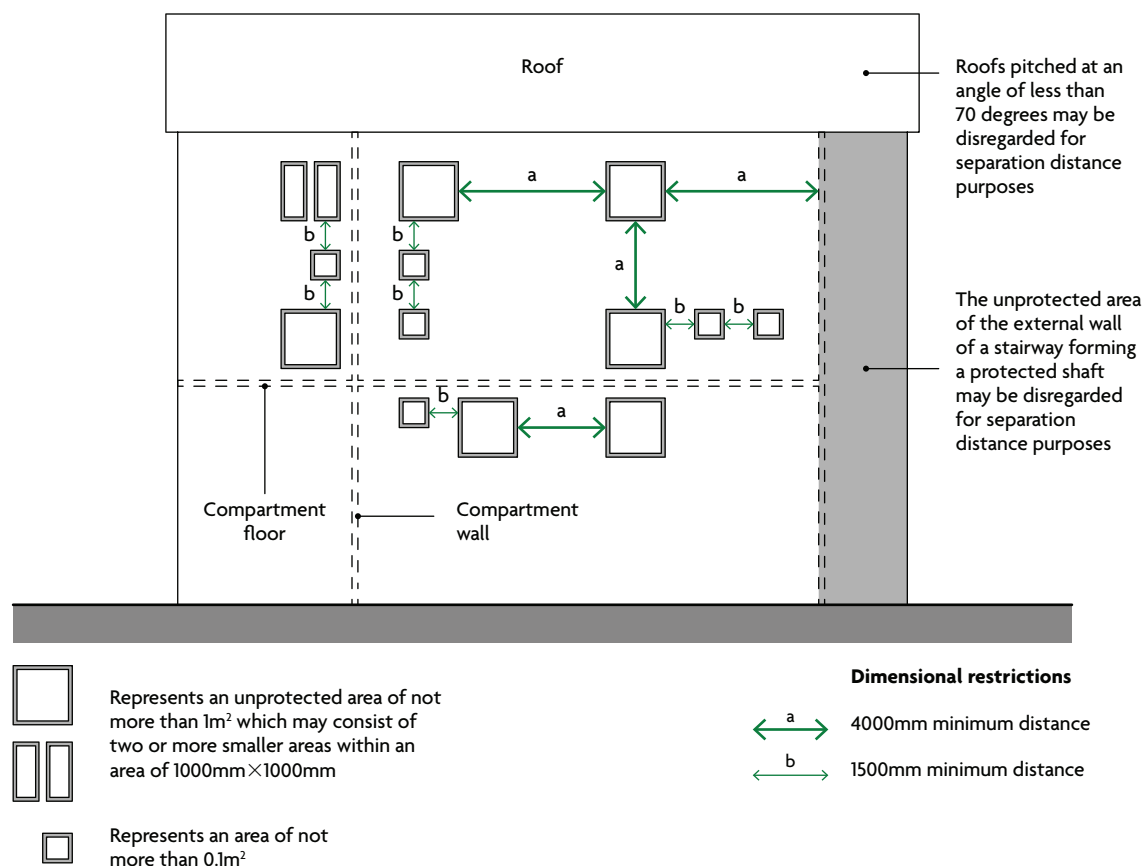 Roof
Roofs pitched at an
angle of less than
70 degrees may be
disregarded for
separation distance
purposes
a
a
b
b
a
b
b
b
b
The unprotected area
of the external wall
of a stairway forming
a protected shaft
may be disregarded
for separation
distance purposes
b
a
Compartment
floor
Compartment
wall
Represents an unprotected area of not
more than 1m² which may consist of
two or more smaller areas within an
area of 1000mm×1000mm
Represents an area of not
more than 0.1m²
Dimensional restrictions
a
4000mm minimum distance
b
1500mm minimum distance